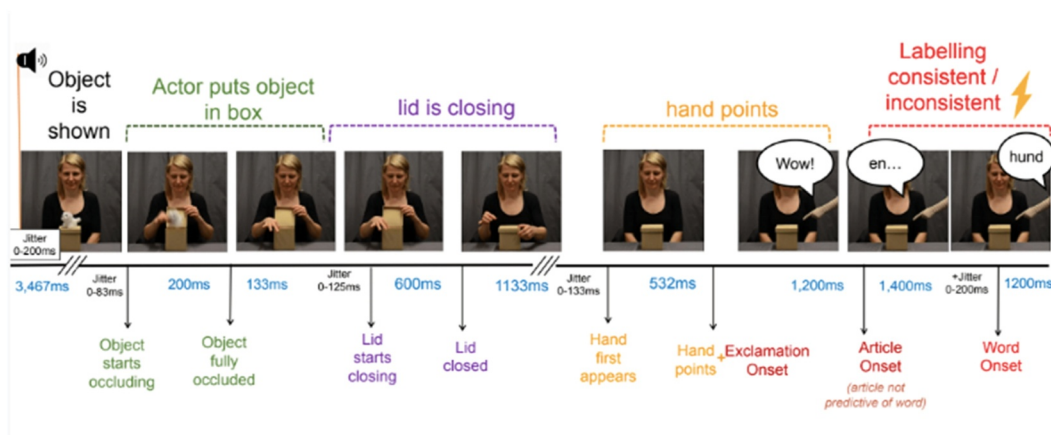 Object
is
shown
Actor puts object
in box
lid is closing
hand points
Labelling
consistent /
inconsistent
Wow!
en...
hund
Jitter
0-200ms
3,467ms
Jitter
0-83ms
200ms
133ms
Jitter
0-125ms
600ms
1133ms
Jitter
0-133ms
532ms
1,200ms
1,400ms
+Jitter
0-200ms
1200ms
Object
starts
occluding
Object
fully
occluded
Lid
starts
closing
Lid
closed
Hand
first
appears
Hand
points
+
Exclamation
Onset
Article
Onset
(article not
predictive of word)
Word
Onset